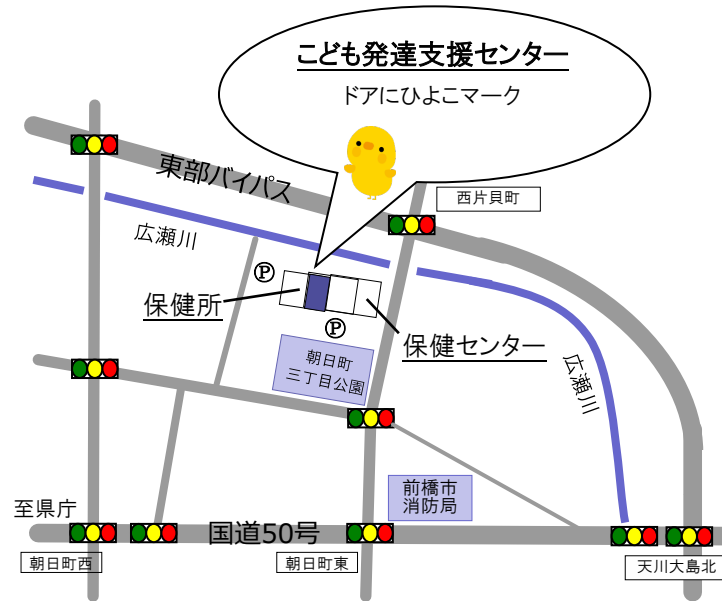 こども発達支援センター
ドアにひよこマーク
東部バイパス
西片貝町
広瀬川
Ⓟ
保健所
Ⓟ
保健センター
朝日町
三丁目公園
広瀬川
前橋市
消防局
至県庁
国道50号
朝日町西
朝日町東
天川大島北